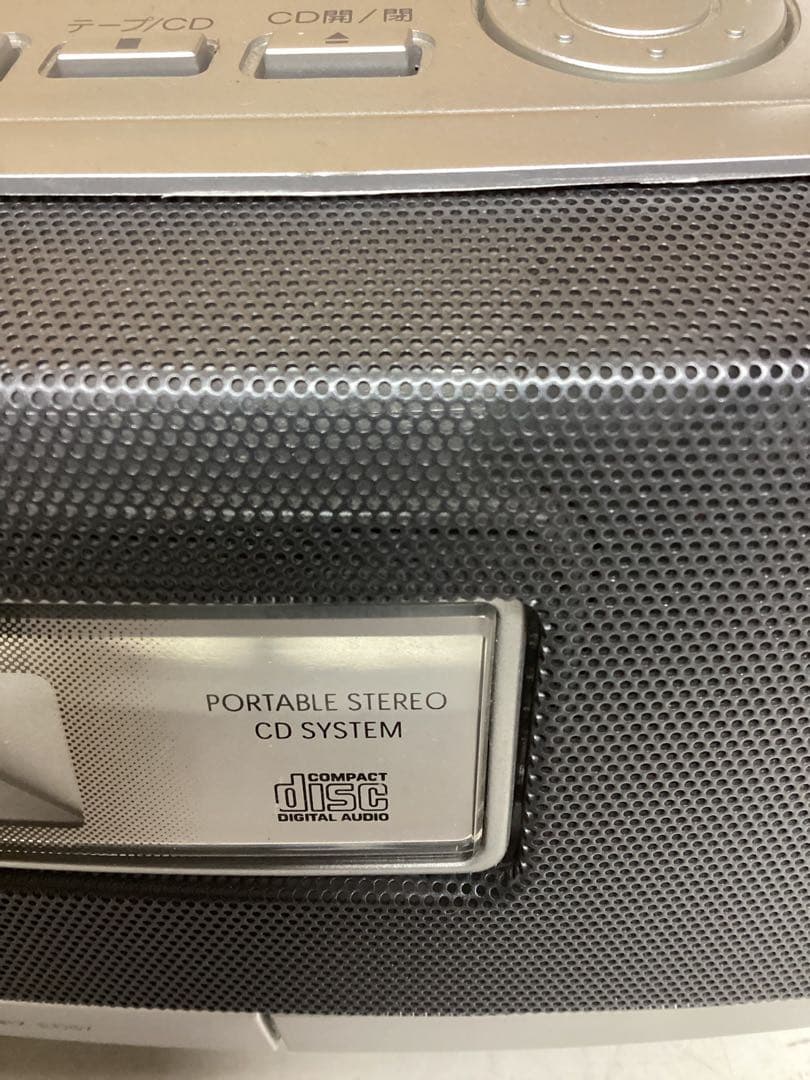 テープ/CD
CD開/閉
PORTABLE STEREO
CD SYSTEM
COMPACT
disc
DIGITAL AUDIO